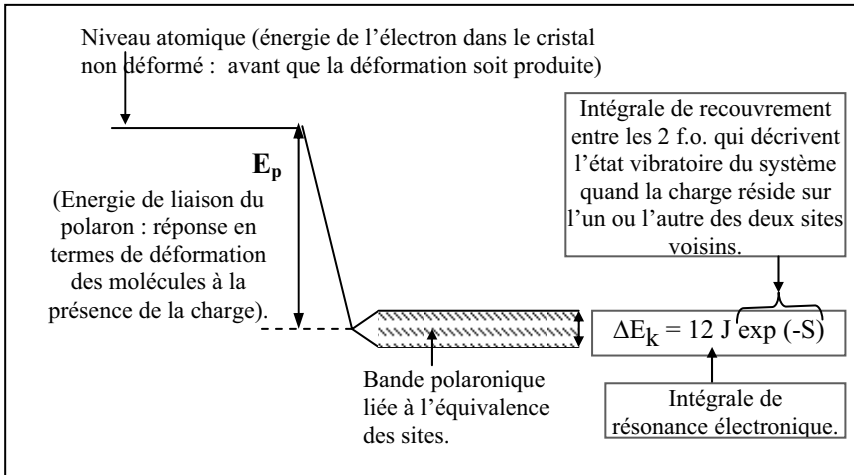 Niveau atomique (énergie de l’électron dans le cristal
non déformé :  avant que la déformation soit produite)
Intégrale de recouvrement
entre les 2 f.o. qui décrivent
l’état vibratoire du système
quand la charge réside sur
l’un ou l’autre des deux sites
voisins.
Ep
(Energie de liaison du
polaron : réponse en
termes de déformation
des molécules à la
présence de la charge).
ΔEk = 12 J exp (-S)
Bande polaronique
liée à l’équivalence
des sites.
Intégrale de
résonance électronique.